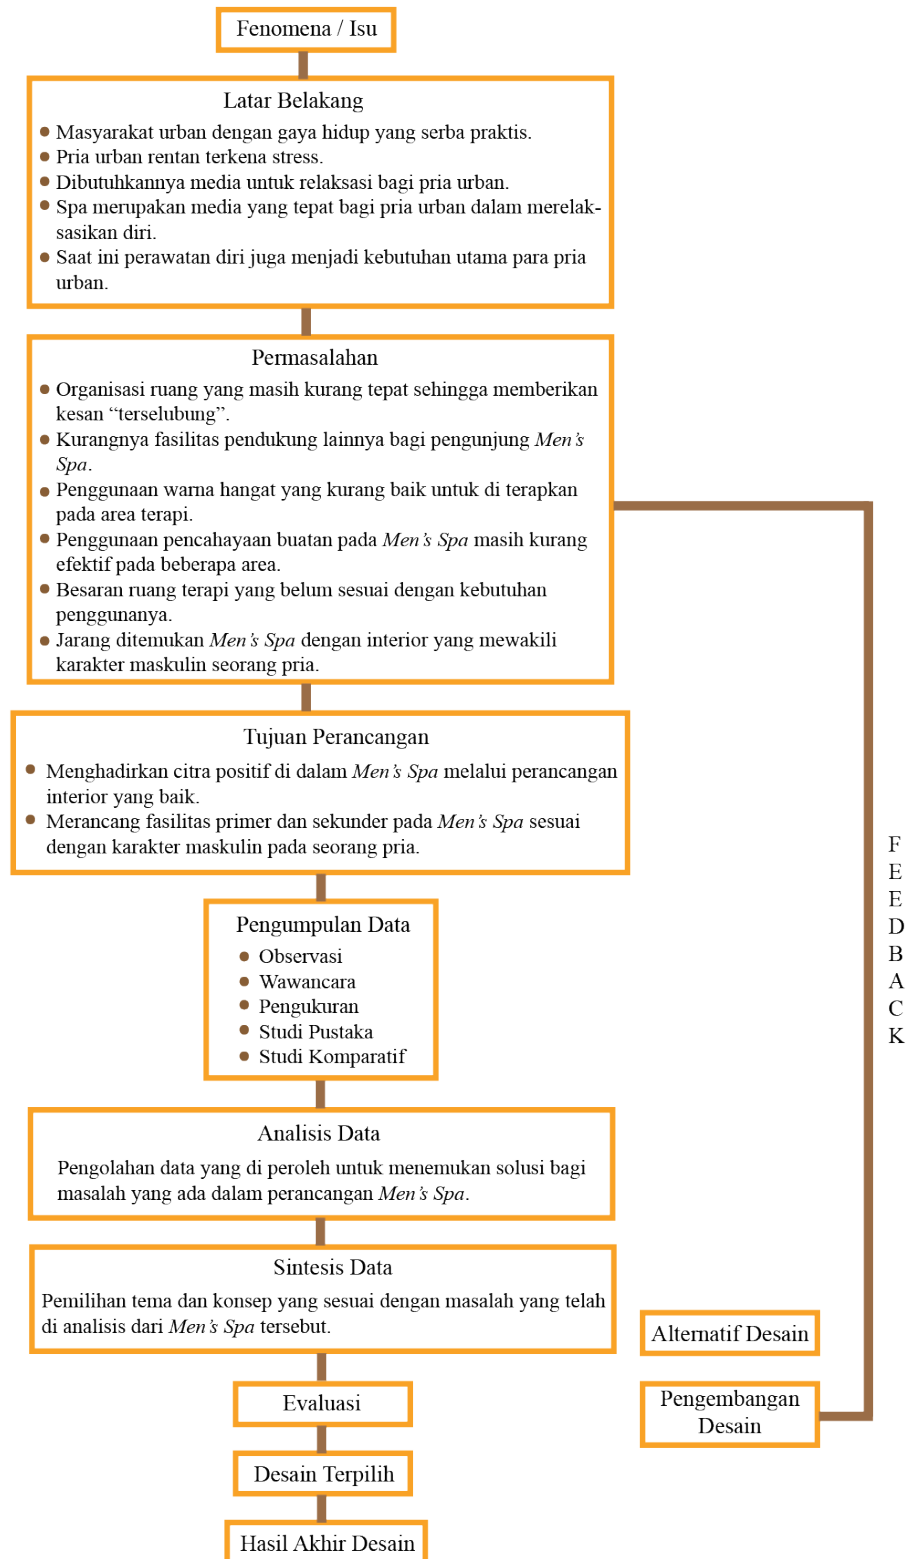 Fenomena / Isu
Latar Belakang
Masyarakat urban dengan gaya hidup yang serba praktis.
Pria urban rentan terkena stress.
Dibutuhkannya media untuk relaksasi bagi pria urban.
Spa merupakan media yang tepat bagi pria urban dalam merelak-
sasikan diri.
Saat ini perawatan diri juga menjadi kebutuhan utama para pria
urban.
Permasalahan
Organisasi ruang yang masih kurang tepat sehingga memberikan
kesan “terselubung”.
Kurangnya fasilitas pendukung lainnya bagi pengunjung Men’s
Spa.
Penggunaan warna hangat yang kurang baik untuk di terapkan
pada area terapi.
Penggunaan pencahayaan buatan pada Men’s Spa masih kurang
efektif pada beberapa area.
Besaran ruang terapi yang belum sesuai dengan kebutuhan
penggunanya.
Jarang ditemukan Men’s Spa dengan interior yang mewakili
karakter maskulin seorang pria.
Tujuan Perancangan
Menghadirkan citra positif di dalam Men’s Spa melalui perancangan
interior yang baik.
Merancang fasilitas primer dan sekunder pada Men’s Spa sesuai
dengan karakter maskulin pada seorang pria.
Pengumpulan Data
Observasi
Wawancara
Pengukuran
Studi Pustaka
Studi Komparatif
Analisis Data
Pengolahan data yang di peroleh untuk menemukan solusi bagi
masalah yang ada dalam perancangan Men’s Spa.
Sintesis Data
Pemilihan tema dan konsep yang sesuai dengan masalah yang telah
di analisis dari Men’s Spa tersebut.
Evaluasi
Desain Terpilih
Hasil Akhir Desain
Alternatif Desain
Pengembangan
Desain
F
E
E
D
B
A
C
K